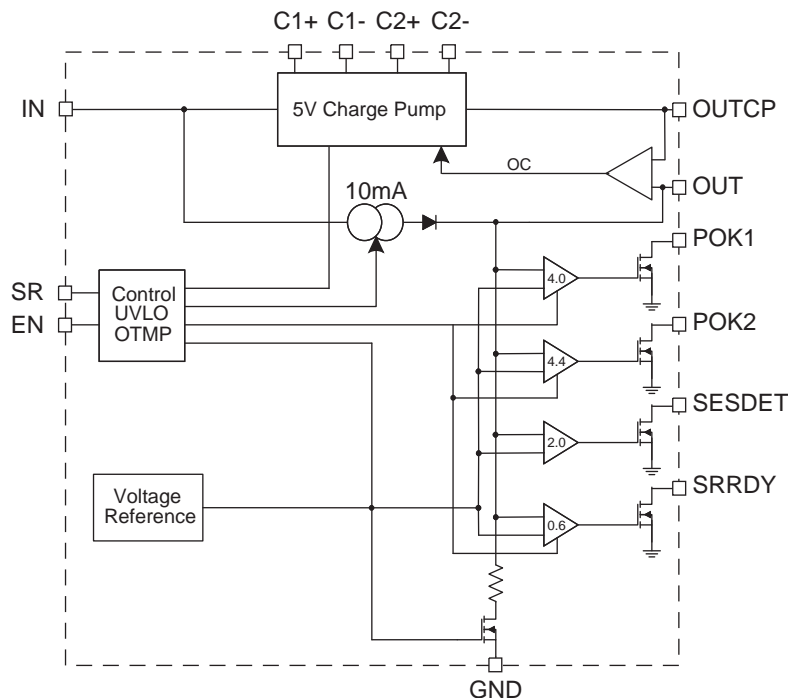 C1+ C1- C2+ C2-
IN
5V Charge Pump
OUTCP
OC
OUT
10mA
POK1
4.0
SR
EN
Control
UVLO
OTMP
POK2
4.4
SESDET
2.0
Voltage
Reference
SRRDY
0.6
GND